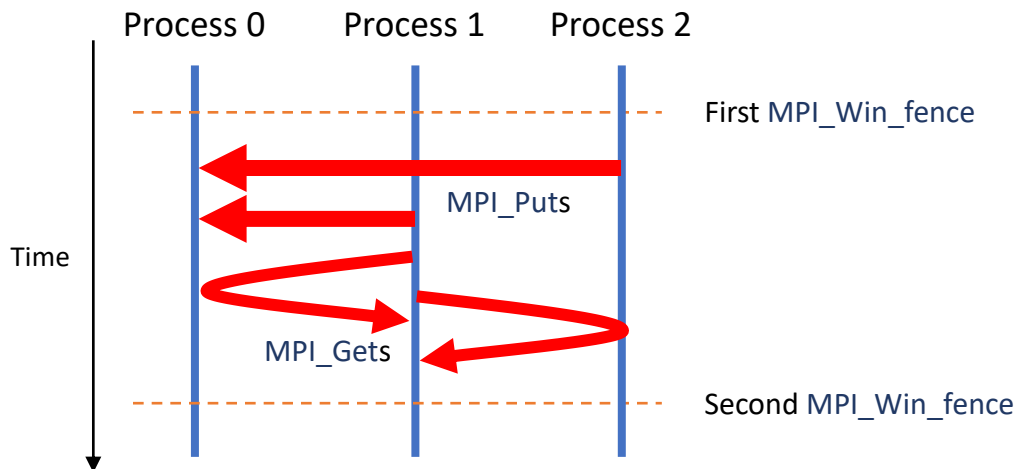 Process 0 Process 1 Process 2
First MPI_Win_fence
MPI_Puts
Time
MPI_Gets
Second MPI_Win_fence